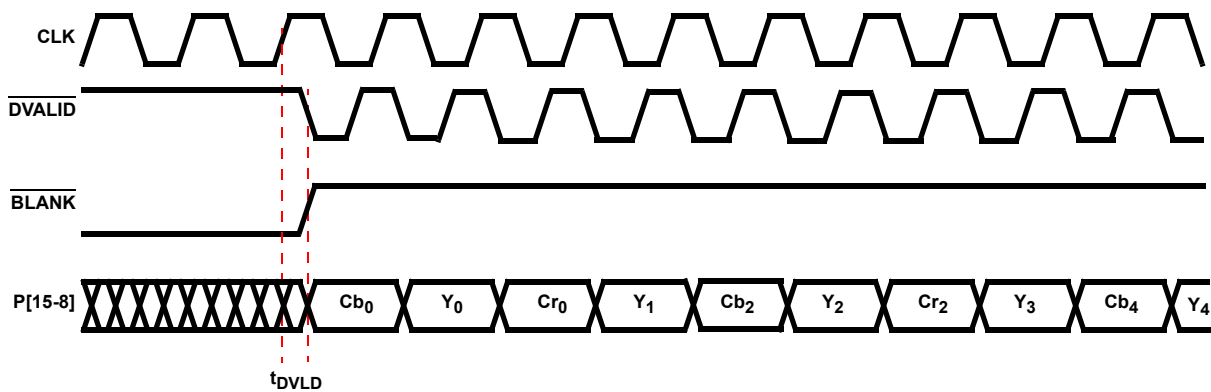 CLK
DVALID
BLANK
P[15-8] Cb0 Y0 Cr0 Y1 Cb2 Y2 Cr2 Y3 Cb4 Y4
tDVLD